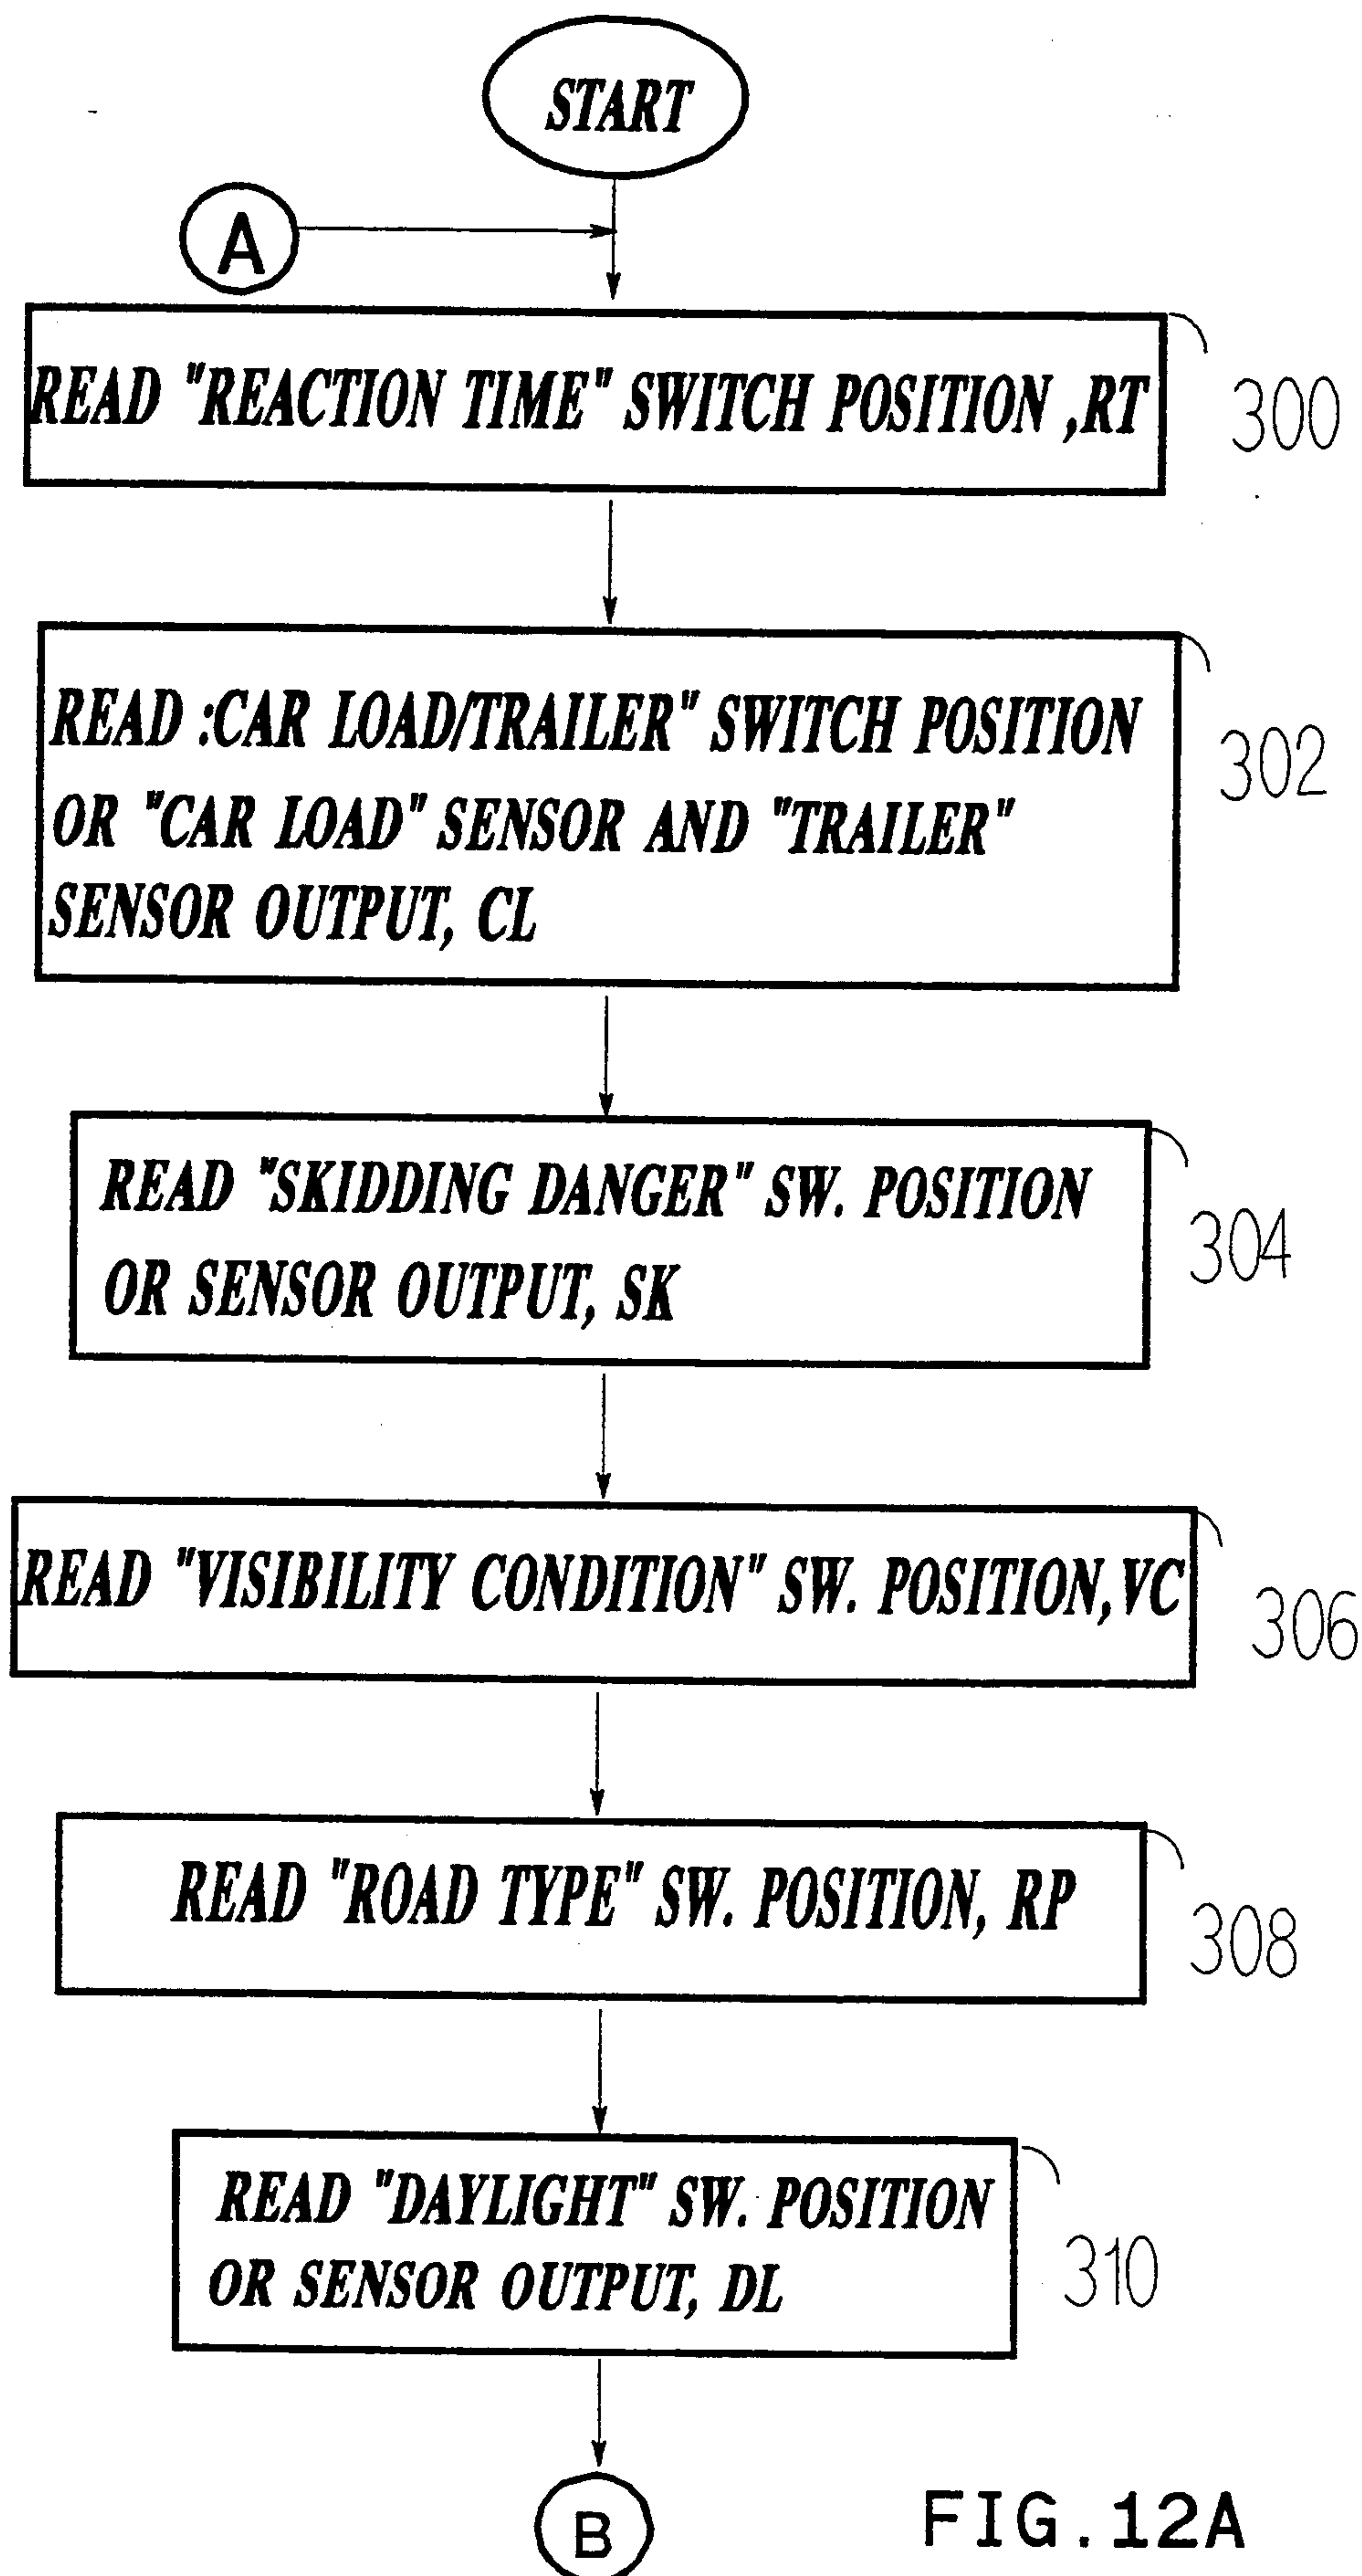 START
A
READ "REACTION TIME" SWITCH POSITION ,RT
300
READ :CAR LOAD/TRAILER" SWITCH POSITION
OR "CAR LOAD" SENSOR AND "TRAILER"
SENSOR OUTPUT, CL
302
READ "SKIDDING DANGER" SW. POSITION
OR SENSOR OUTPUT, SK
304
READ "VISIBILITY CONDITION" SW. POSITION,VC
306
READ "ROAD TYPE" SW. POSITION, RP
308
READ "DAYLIGHT" SW. POSITION
OR SENSOR OUTPUT, DL
310
B
FIG.12A